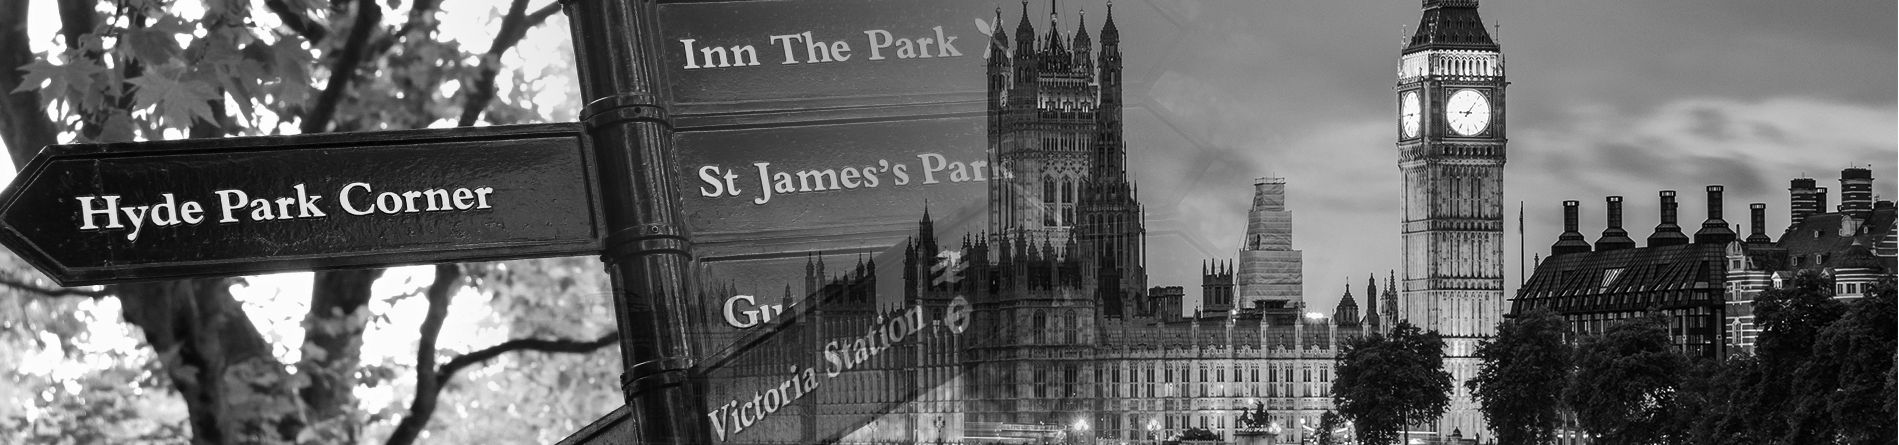 Inn The Park
St James's Park
Hyde Park Corner
Victoria Station